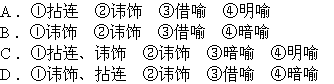 A．①拈连　②讳饰　③借喻　④明喻
B．①讳饰　②讳饰　③借喻　④暗喻
C．①拈连、讳饰　②讳饰　③暗喻　④明喻
D．①讳饰、拈连　②讳饰　③借喻　④暗喻